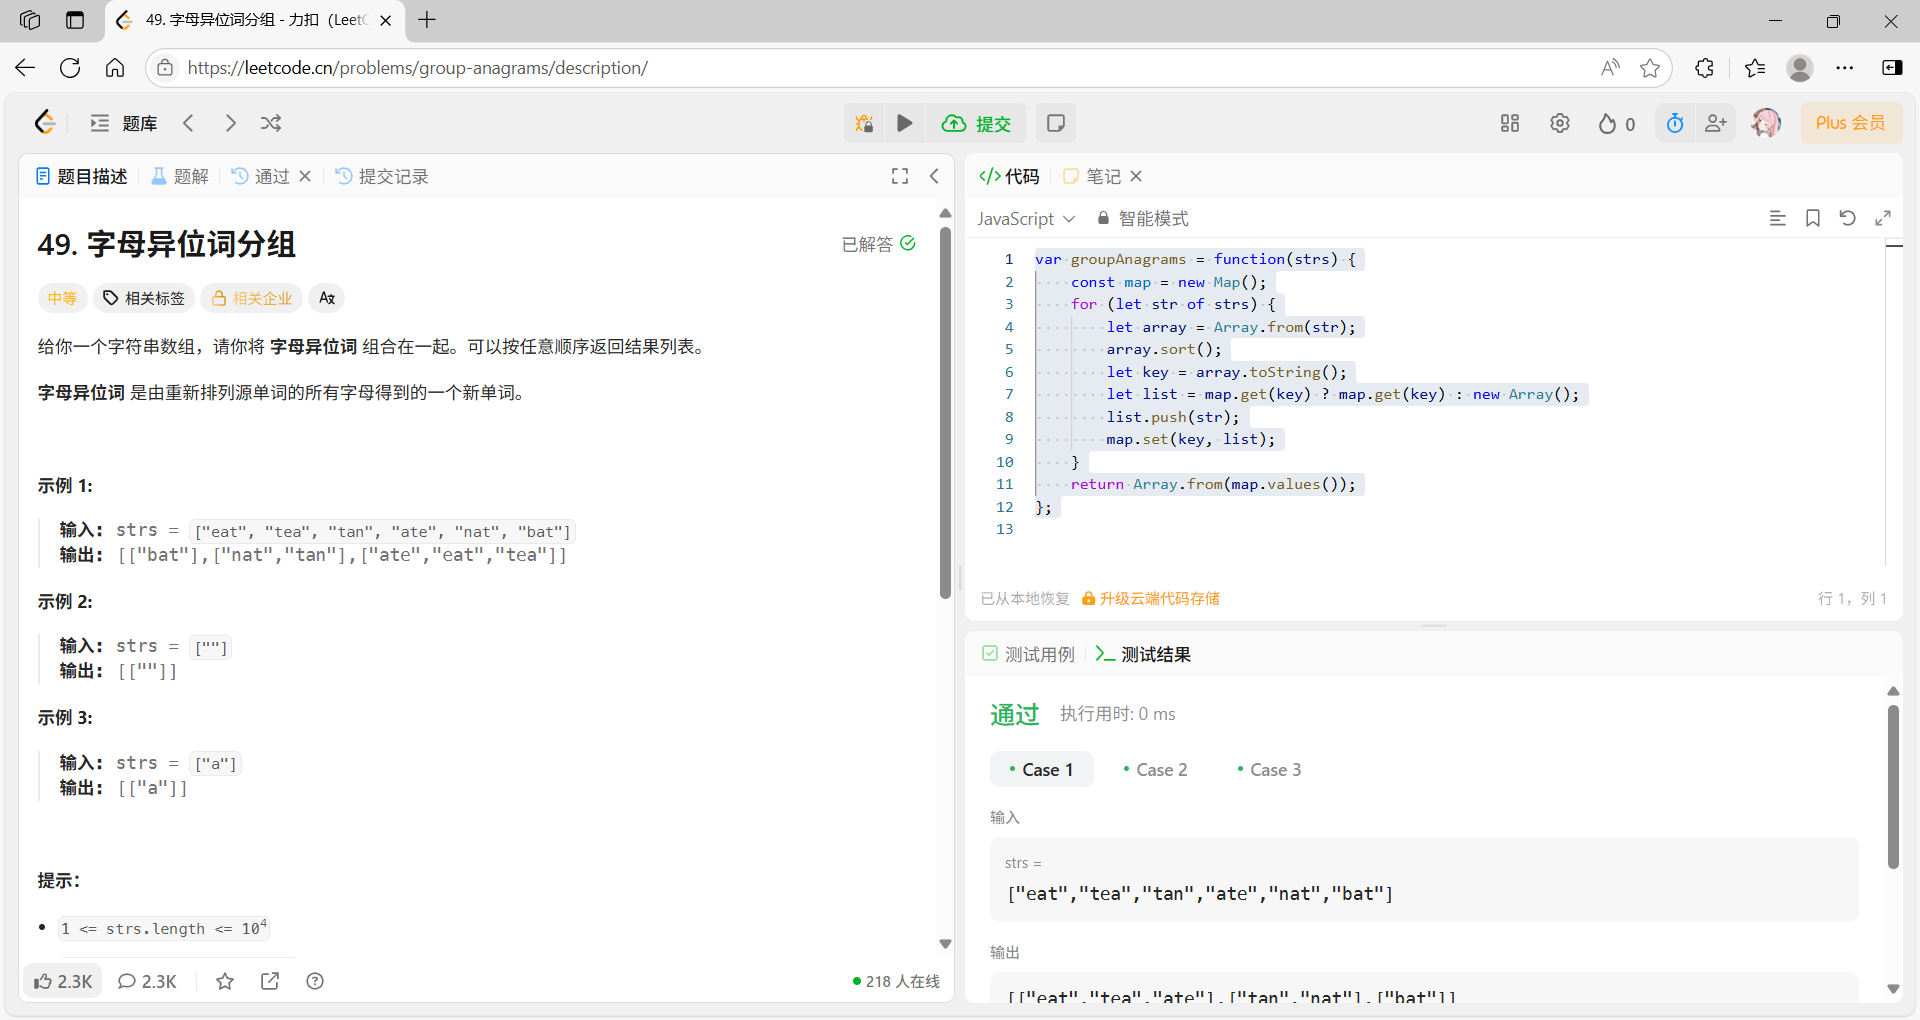 49. 字母异位词分组 - 力扣 (LeetC
https://leetcode.cn/problems/group-anagrams/description/
题库
提交
0
Plus 会员
题目描述
题解
通过
提交记录
49. 字母异位词分组
已解答
中等
相关标签
相关企业
给你一个字符串数组，请你将 字母异位词 组合在一起。可以按任意顺序返回结果列表。
字母异位词 是由重新排列源单词的所有字母得到的一个新单词。
示例 1:
输入: strs = ["eat", "tea", "tan", "ate", "nat", "bat"]
输出: [["bat"],["nat","tan"],["ate","eat","tea"]]
示例 2:
输入: strs = [""]
输出: [[""]]
示例 3:
输入: strs = ["a"]
输出: [["a"]]
提示：
1 <= strs.length <= 10⁴
2.3K
2.3K
218 人在线
</> 代码
笔记
JavaScript
智能模式
1 var groupAnagrams = function(strs) {
2 const map = new Map();
3 for (let str of strs) {
4 let array = Array.from(str);
5 array.sort();
6 let key = array.toString();
7 let list = map.get(key) ? map.get(key) : new Array();
8 list.push(str);
9 map.set(key, list);
10 }
11 return Array.from(map.values());
12 };
13
已从本地恢复
升级云端代码存储
行 1，列 1
测试用例
测试结果
通过
执行用时: 0 ms
Case 1
Case 2
Case 3
输入
strs =
["eat","tea","tan","ate","nat","bat"]
输出
[["eat","tea","ate"],["tan","nat"],["bat"]]